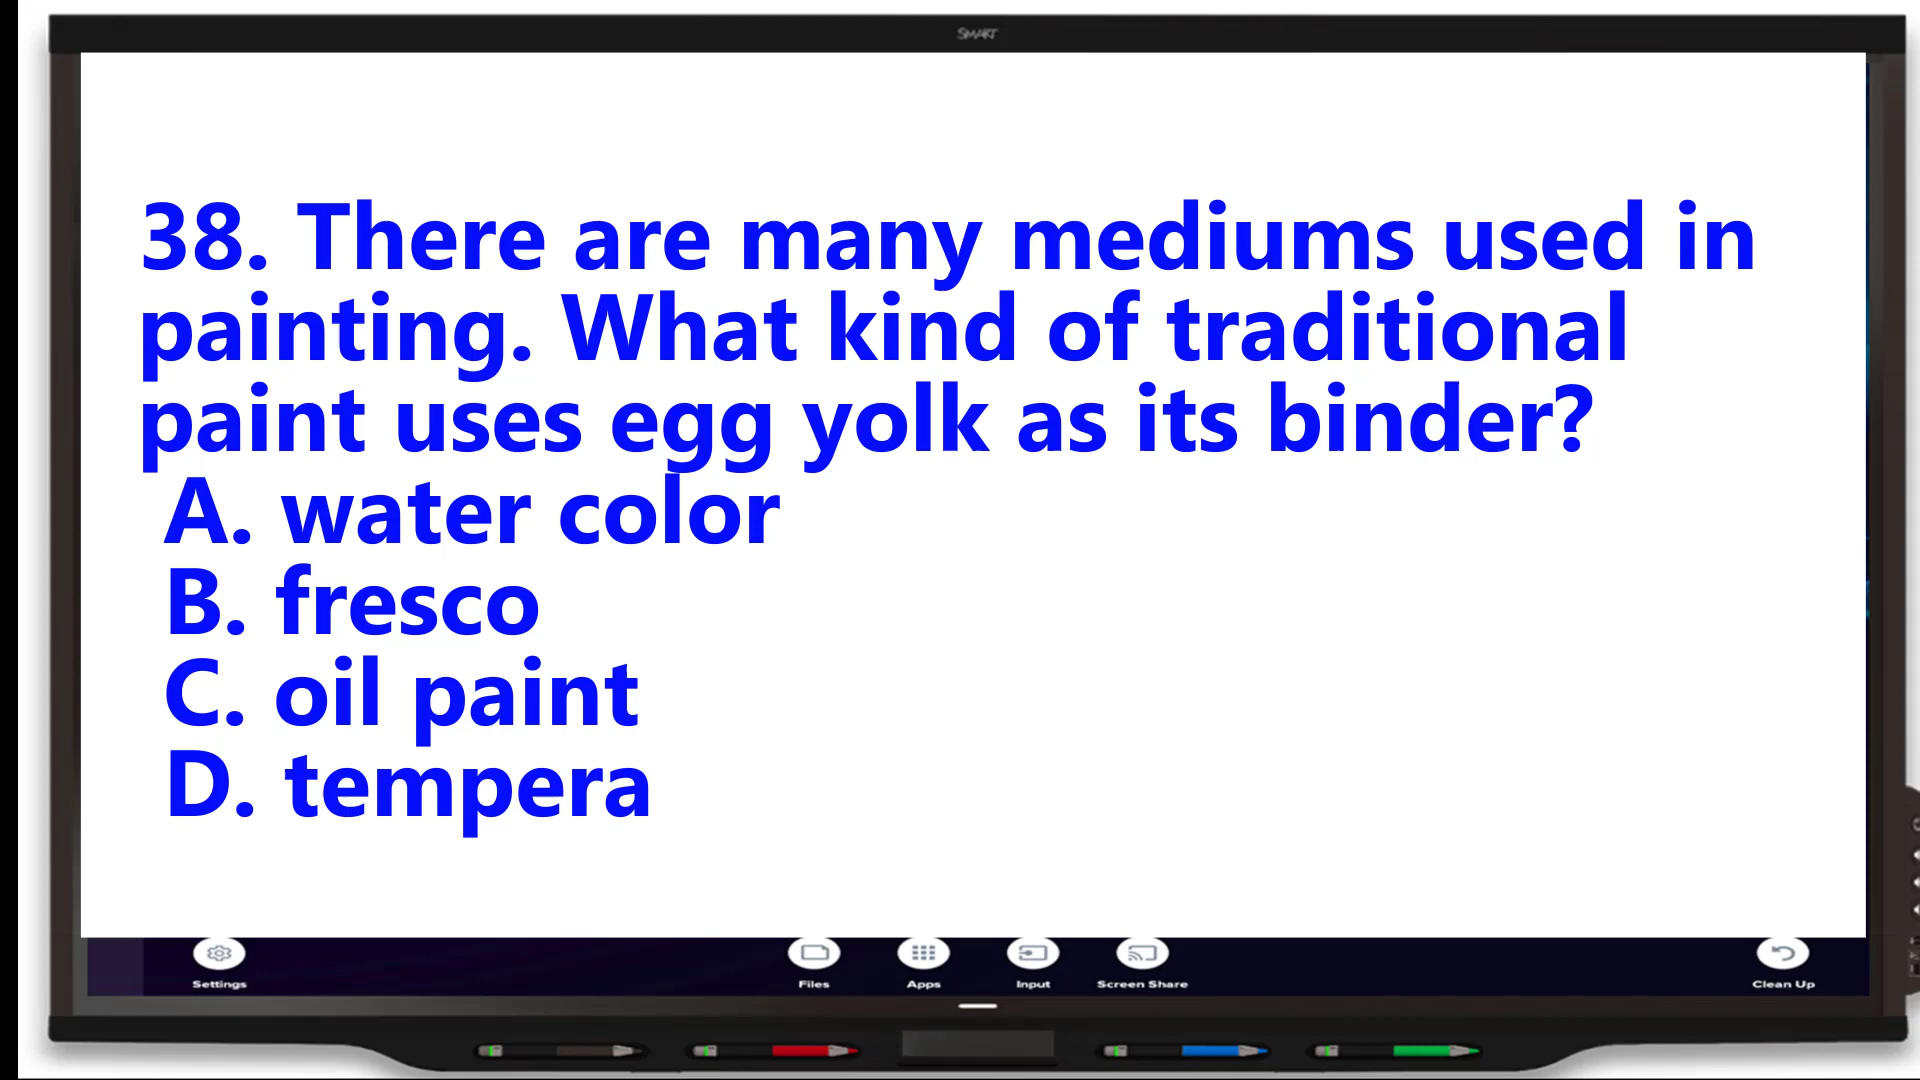 SMART
38. There are many mediums used in
painting. What kind of traditional
paint uses egg yolk as its binder?
A. water color
B. fresco
C. oil paint
D. tempera
Settings
Files
Apps
Input
Screen Share
Clean Up